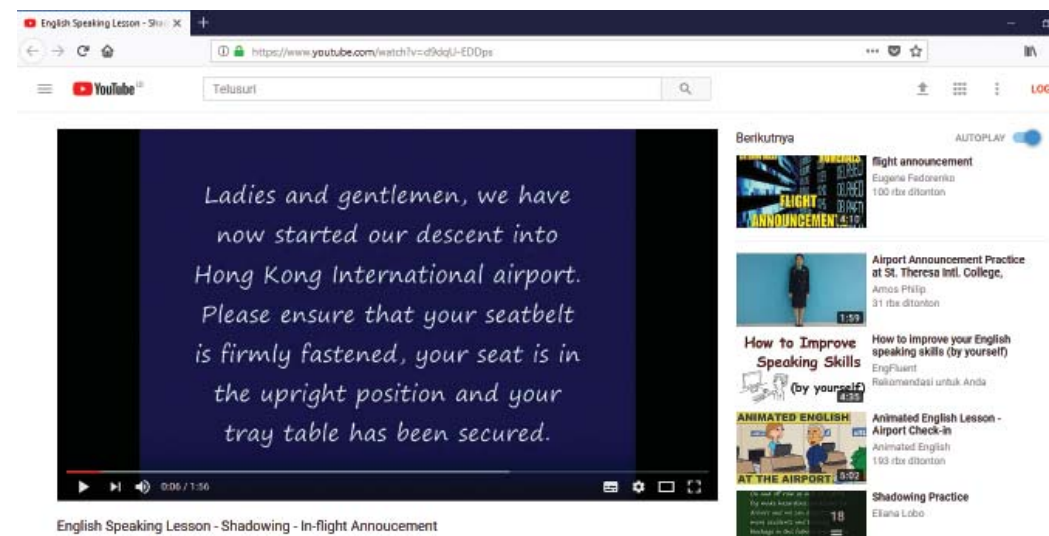 English Speaking Lesson - Sha
https://www.youtube.com/watch?v=d9dqU-EDDps
YouTube ID
Telusuri
LOG
Ladies and gentlemen, we have
now started our descent into
Hong Kong International airport.
Please ensure that your seatbelt
is firmly fastened, your seat is in
the upright position and your
tray table has been secured.
0:06 / 1:56
English Speaking Lesson - Shadowing - In-flight Annoucement
Berikutnya
AUTOPLAY
FLIGHT
ANNOUNCEMENT
4:10
flight announcement
Eugene Fedorenko
100 rbx ditonton
1:59
Airport Announcement Practice
at St. Theresa Intl. College,
Amos Philip
31 rbx ditonton
How to Improve
Speaking Skills
(by yourself)
4:35
How to improve your English
speaking skills (by yourself)
EngFluent
Rekomendasi untuk Anda
ANIMATED ENGLISH
AT THE AIRPORT
5:02
Animated English Lesson -
Airport Check-in
Animated English
193 rbx ditonton
18
Shadowing Practice
Eliana Lobo